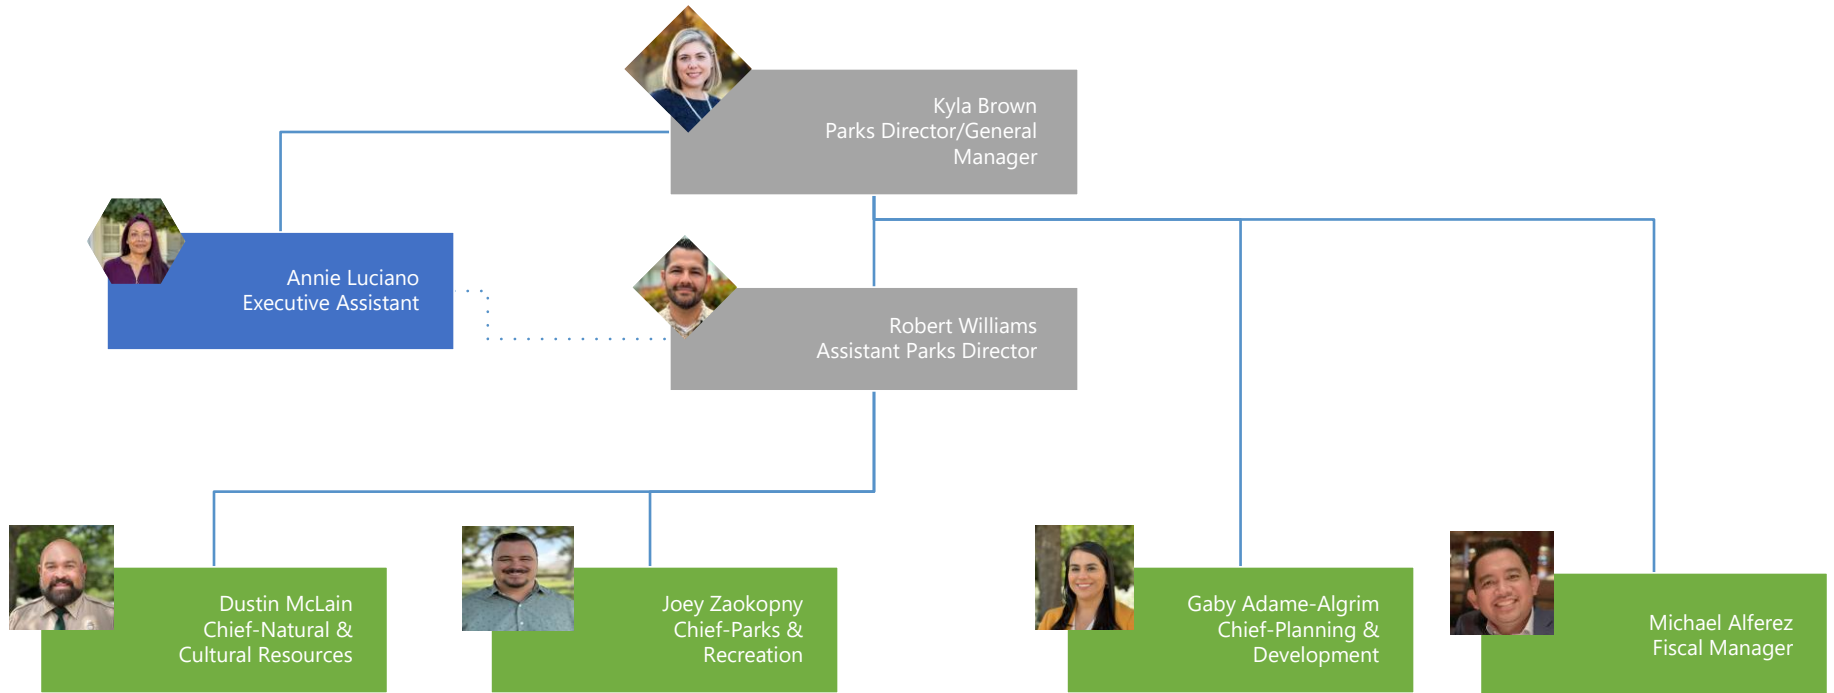 Kyla Brown
Parks Director/General
Manager
Annie Luciano
Executive Assistant
Robert Williams
Assistant Parks Director
Dustin McLain
Chief-Natural &
Cultural Resources
Joey Zaokopny
Chief-Parks &
Recreation
Gaby Adame-Algrim
Chief-Planning &
Development
Michael Alferez
Fiscal Manager